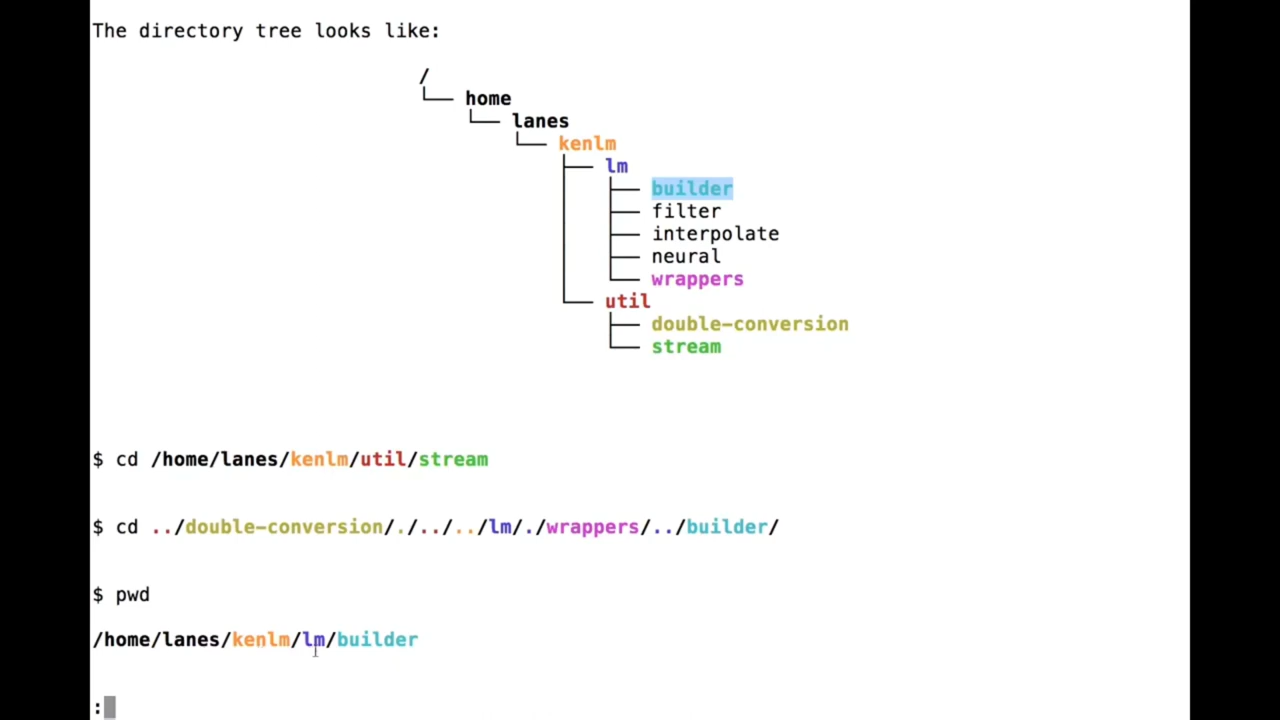 The directory tree looks like:
/
└── home
└── lanes
└── kenlm
├── lm
├── builder
├── filter
├── interpolate
├── neural
└── wrappers
└── util
├── double-conversion
└── stream
$ cd /home/lanes/kenlm/util/stream
$ cd ../double-conversion/./../../lm/./wrappers/../builder/
$ pwd
/home/lanes/kenlm/lm/builder
: